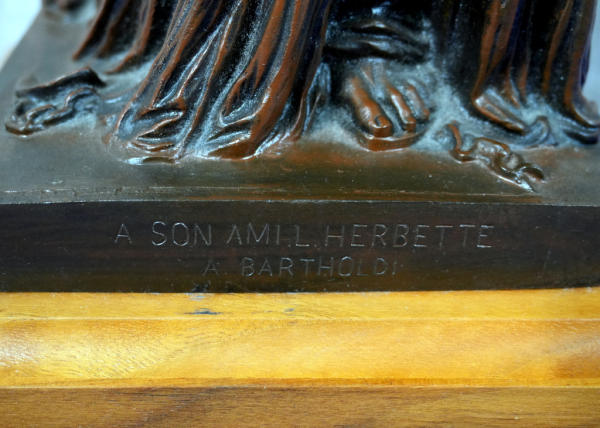 A SON AMI L. HERBETTE
A BARTHOLDI